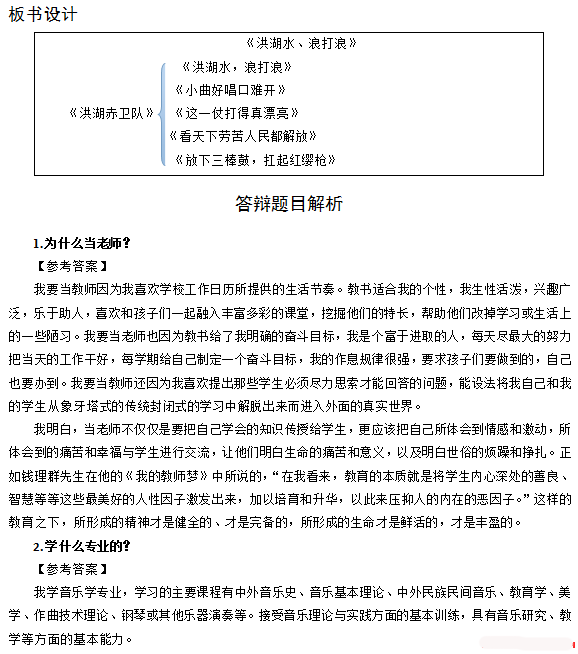 板书设计
《洪湖水、浪打浪》
《洪湖水，浪打浪》
《小曲好唱口难开》
《洪湖赤卫队》
《这一仗打得真漂亮》
《看天下劳苦人民都解放》
《放下三棒鼓，扛起红缨枪》
答辩题目解析
1.为什么当老师？
【参考答案】
我要当教师因为我喜欢学校工作日历所提供的生活节奏。教书适合我的个性，我生性活泼，兴趣广
泛，乐于助人，喜欢和孩子们一起融入丰富多彩的课堂，挖掘他们的特长，帮助他们改掉学习或生活上
的一些陋习。我要当老师也因为教书给了我明确的奋斗目标，我是个富于进取的人，每天尽最大的努力
把当天的工作干好，每学期给自己制定一个奋斗目标，我的作息规律很强，要求孩子们要做到的，自己
也要办到。我要当教师还因为我喜欢提出那些学生必须尽力思索才能回答的问题，能设法将我自己和我
的学生从象牙塔式的传统封闭式的学习中解脱出来而进入外面的真实世界。
我明白，当老师不仅仅是要把自己学会的知识传授给学生，更应该把自己所体会到情感和激动，所
体会到的痛苦和幸福与学生进行交流，让他们明白生命的痛苦和意义，以及明白世俗的烦躁和挣扎。正
如钱理群先生在他的《我的教师梦》中所说的，“在我看来，教育的本质就是将学生内心深处的善良、
智慧等等这些最美好的人性因子激发出来，加以培育和升华，以此来压抑人的内在的恶因子。”这样的
教育之下，所形成的精神才是健全的、才是完备的，所形成的生命才是鲜活的，才是丰盈的。
2.学什么专业的？
【参考答案】
我学音乐学专业，学习的主要课程有中外音乐史、音乐基本理论、中外民族民间音乐、教育学、美
学、作曲技术理论、钢琴或其他乐器演奏等。接受音乐理论与实践方面的基本训练，具有音乐研究、教
学等方面的基本能力。